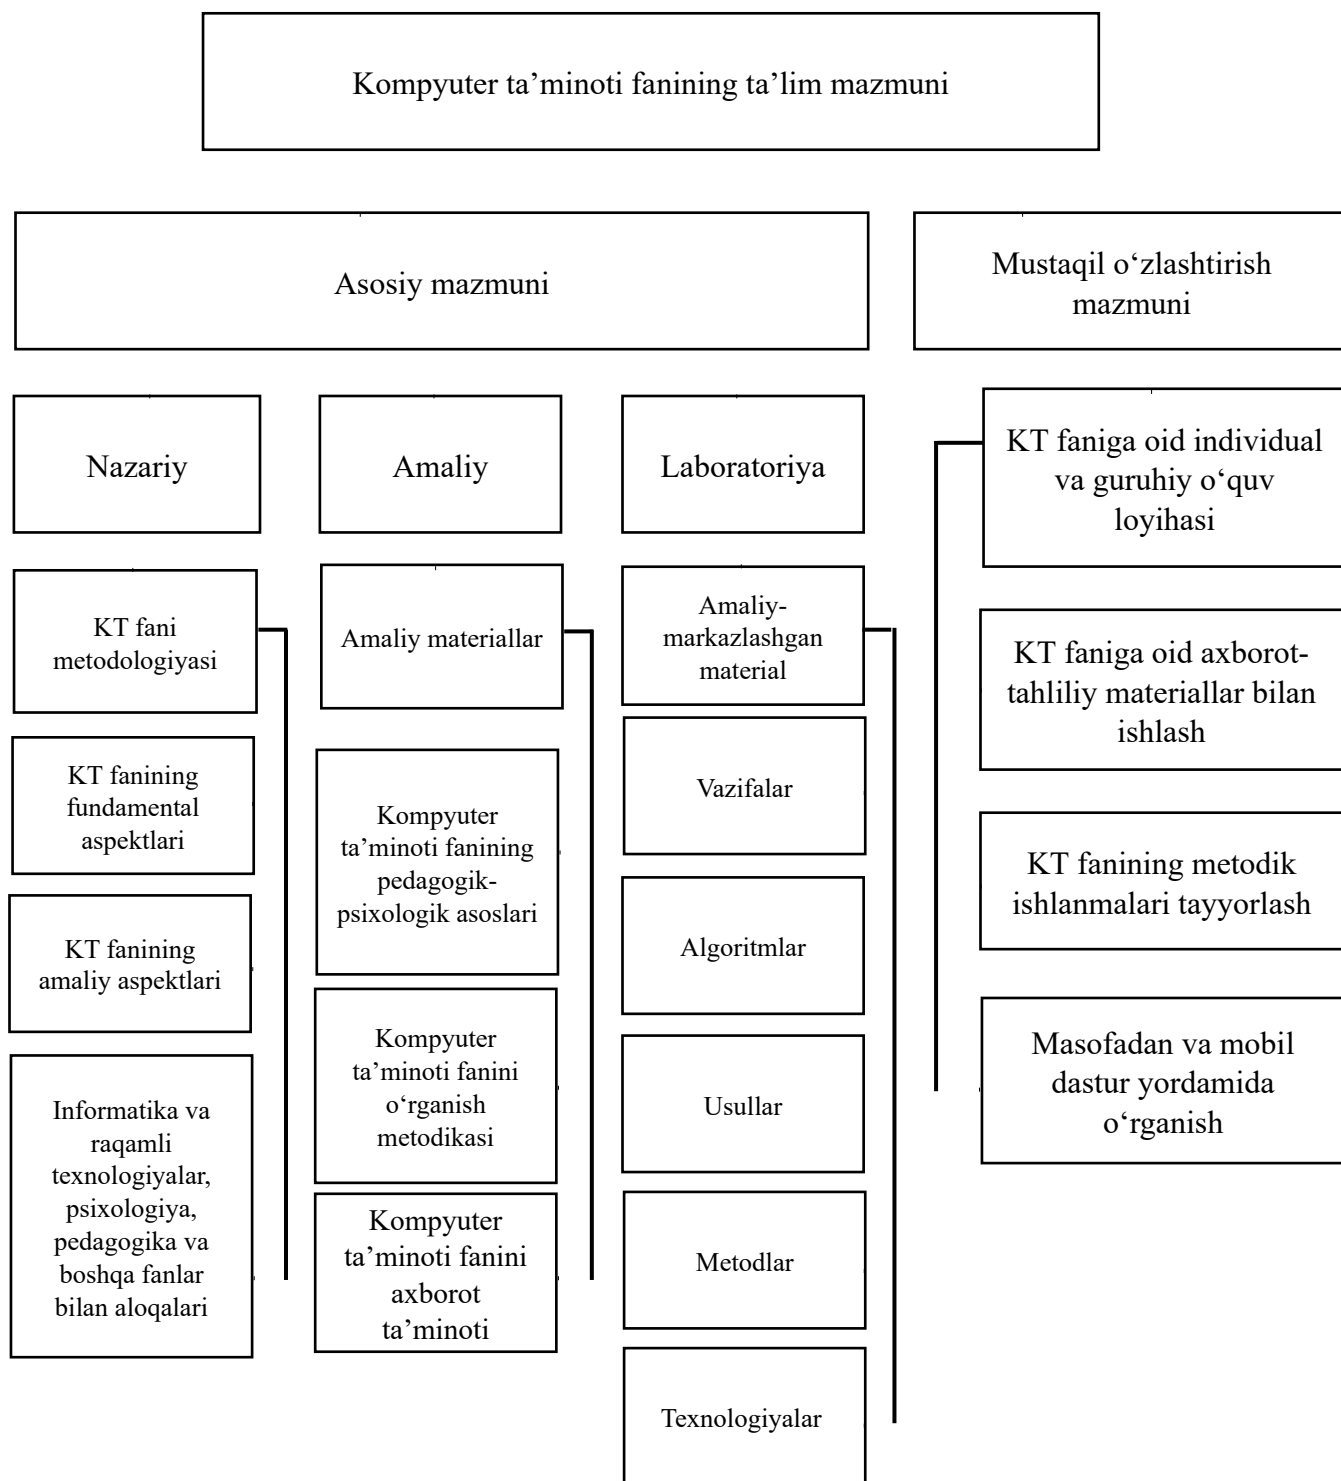 Kompyuter ta’minoti fanining ta’lim mazmuni
Asosiy mazmuni
Mustaqil o‘zlashtirish
mazmuni
Nazariy
Amaliy
Laboratoriya
KT faniga oid individual
va guruhiy o‘quv
loyihasi
KT fani
metodologiyasi
Amaliy materiallar
Amaliy-
markazlashgan
material
KT faniga oid axborot-
tahliliy materiallar bilan
ishlash
KT fanining
fundamental
aspektlari
Kompyuter
ta’minoti fanining
pedagogik-
psixologik asoslari
Vazifalar
KT fanining metodik
ishlanmalari tayyorlash
KT fanining
amaliy aspektlari
Algoritmlar
Kompyuter
ta’minoti fanini
o‘rganish
metodikasi
Usullar
Masofadan va mobil
dastur yordamida
o‘rganish
Informatika va
raqamli
texnologiyalar,
psixologiya,
pedagogika va
boshqa fanlar
bilan aloqalari
Kompyuter
ta’minoti fanini
axborot
ta’minoti
Metodlar
Texnologiyalar